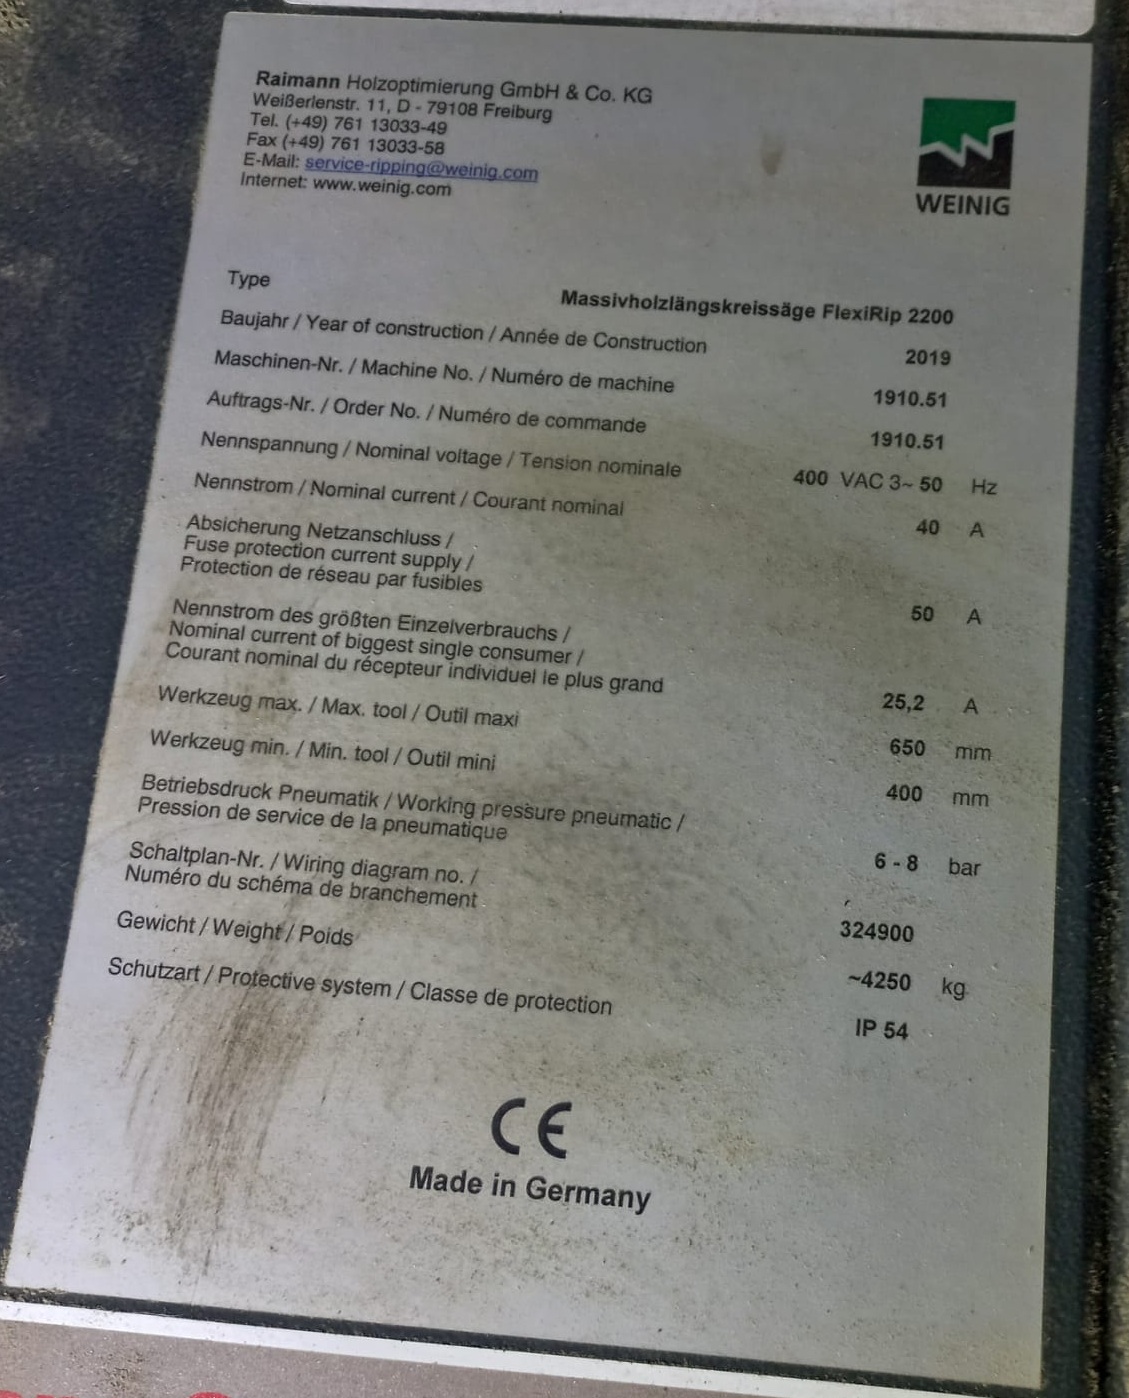 Raimann Holzoptimierung GmbH & Co. KG
Weißerlenstr. 11, D - 79108 Freiburg
Tel. (+49) 761 13033-49
Fax (+49) 761 13033-58
E-Mail: service-ripping@weinig.com
Internet: www.weinig.com
WEINIG
Type Massivholzlängskreissäge FlexiRip 2200
Baujahr / Year of construction / Année de Construction 2019
Maschinen-Nr. / Machine No. / Numéro de machine 1910.51
Auftrags-Nr. / Order No. / Numéro de commande 1910.51
Nennspannung / Nominal voltage / Tension nominale 400 VAC 3~ 50 Hz
Nennstrom / Nominal current / Courant nominal 40 A
Absicherung Netzanschluss /
Fuse protection current supply /
Protection de réseau par fusibles 50 A
Nennstrom des größten Einzelverbrauchs /
Nominal current of biggest single consumer /
Courant nominal du récepteur individuel le plus grand 25,2 A
Werkzeug max. / Max. tool / Outil maxi 650 mm
Werkzeug min. / Min. tool / Outil mini 400 mm
Betriebsdruck Pneumatik / Working pressure pneumatic /
Pression de service de la pneumatique 6 - 8 bar
Schaltplan-Nr. / Wiring diagram no. /
Numéro du schéma de branchement 324900
Gewicht / Weight / Poids ~4250 kg
Schutzart / Protective system / Classe de protection IP 54
CE
Made in Germany